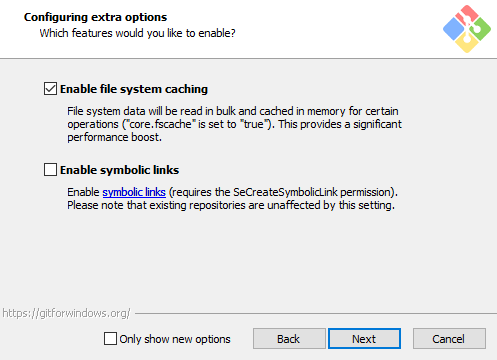 Configuring extra options
Which features would you like to enable?
Enable file system caching
File system data will be read in bulk and cached in memory for certain
operations ("core.fscache" is set to "true"). This provides a significant
performance boost.
Enable symbolic links
Enable symbolic links (requires the SeCreateSymbolicLink permission).
Please note that existing repositories are unaffected by this setting.
https://gitforwindows.org/
Only show new options
Back
Next
Cancel